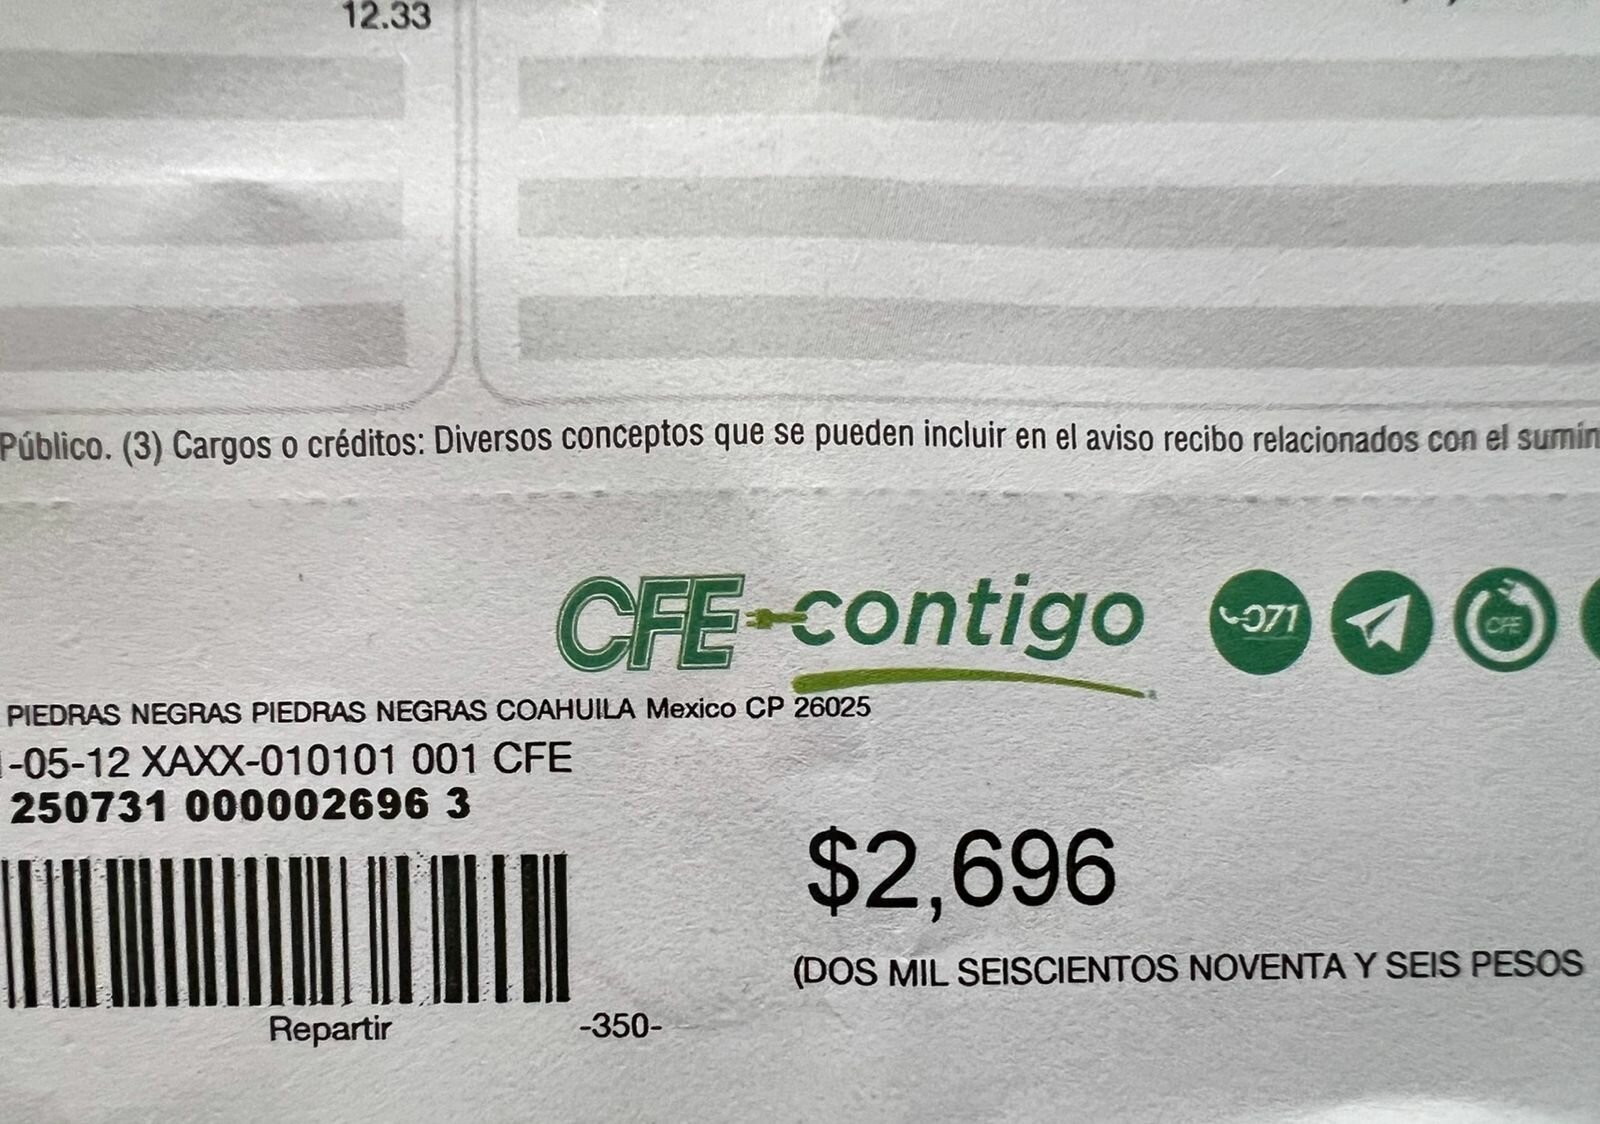 12.33
Público. (3) Cargos o créditos: Diversos conceptos que se pueden incluir en el aviso recibo relacionados con el sumin
CFE contigo
071
CFE
PIEDRAS NEGRAS PIEDRAS NEGRAS COAHUILA Mexico CP 26025
-05-12 XAXX-010101 001 CFE
250731 000002696 3
$2,696
(DOS MIL SEISCIENTOS NOVENTA Y SEIS PESOS
Repartir -350-